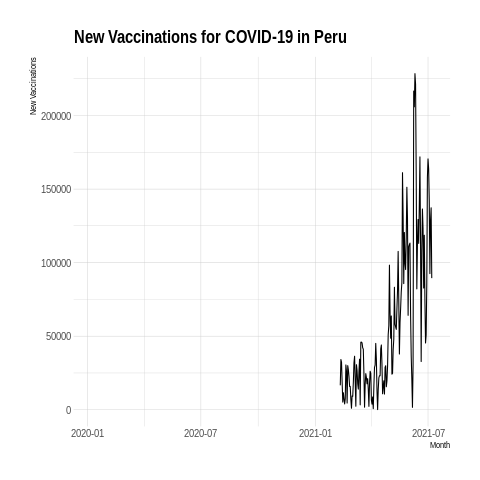 New Vaccinations for COVID-19 in Peru
New Vaccinations
200000
150000
100000
50000
0
2020-01 2020-07 2021-01 2021-07
Month